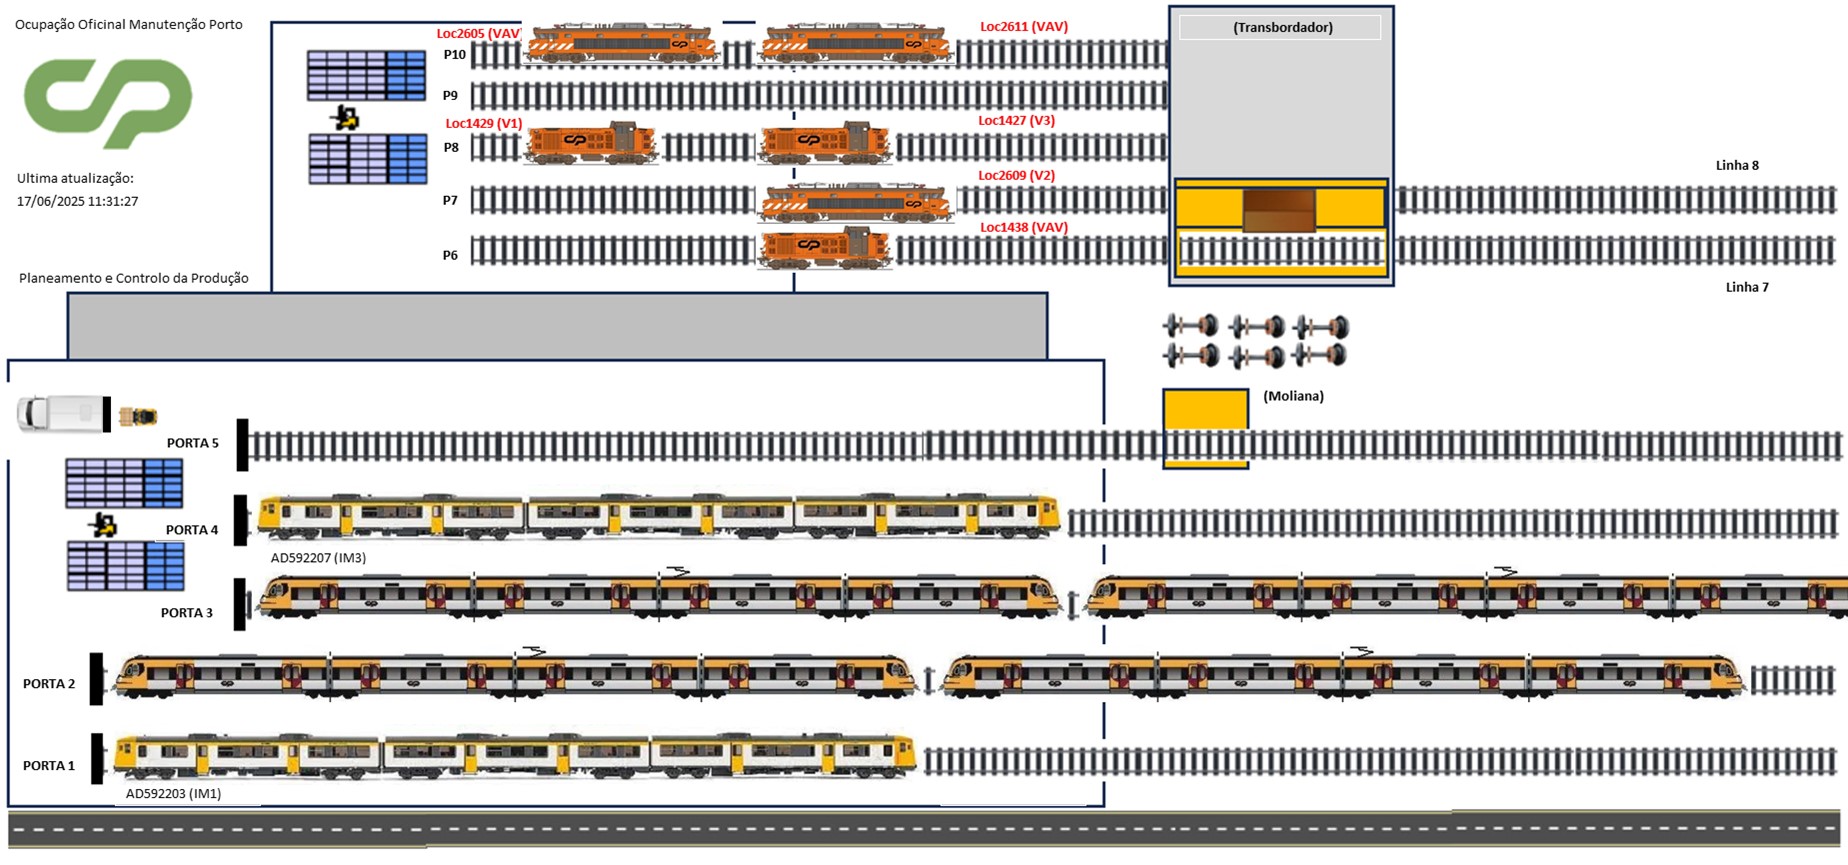 Ocupação Oficinal Manutenção Porto
Ultima atualização:
17/06/2025 11:31:27
Planeamento e Controlo da Produção
Loc2605 (VAV)
Loc2611 (VAV)
(Transbordador)
P10
P9
Loc1429 (V1)
Loc1427 (V3)
P8
Loc2609 (V2)
P7
Linha 8
Loc1438 (VAV)
P6
Linha 7
(Moliana)
PORTA 5
PORTA 4
AD592207 (IM3)
PORTA 3
PORTA 2
PORTA 1
AD592203 (IM1)